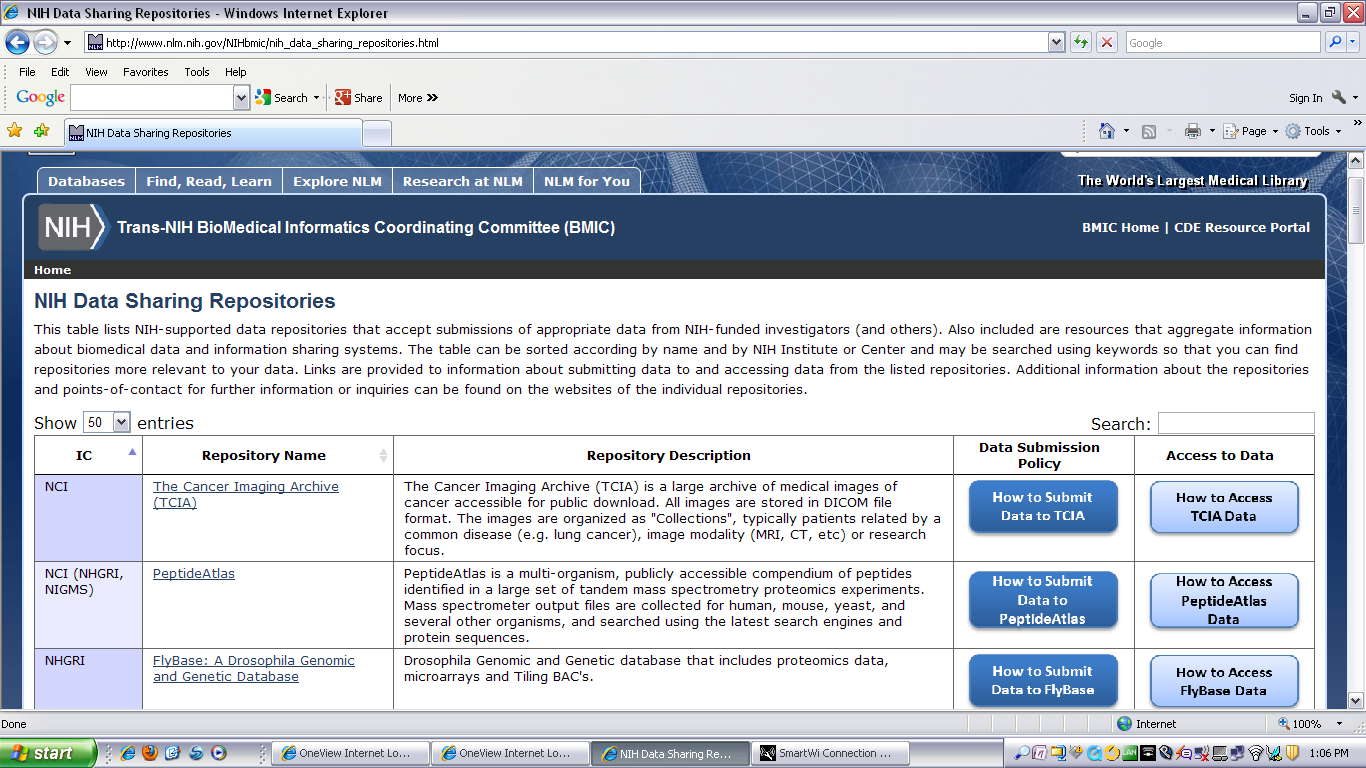 NIH Data Sharing Repositories - Windows Internet Explorer
http://www.nlm.nih.gov/NIHbmic/nih_data_sharing_repositories.html
Google
File Edit View Favorites Tools Help
Google Search Share More » Sign In
NIH Data Sharing Repositories Page Tools
Databases Find, Read, Learn Explore NLM Research at NLM NLM for You
The World's Largest Medical Library
NIH Trans-NIH BioMedical Informatics Coordinating Committee (BMIC) BMIC Home | CDE Resource Portal
Home
NIH Data Sharing Repositories
This table lists NIH-supported data repositories that accept submissions of appropriate data from NIH-funded investigators (and others). Also included are resources that aggregate information
about biomedical data and information sharing systems. The table can be sorted according by name and by NIH Institute or Center and may be searched using keywords so that you can find
repositories more relevant to your data. Links are provided to information about submitting data to and accessing data from the listed repositories. Additional information about the repositories
and points-of-contact for further information or inquiries can be found on the websites of the individual repositories.
Show 50 entries Search:
IC Repository Name Repository Description Data Submission Policy Access to Data
NCI
The Cancer Imaging Archive
(TCIA)
The Cancer Imaging Archive (TCIA) is a large archive of medical images of
cancer accessible for public download. All images are stored in DICOM file
format. The images are organized as "Collections", typically patients related by a
common disease (e.g. lung cancer), image modality (MRI, CT, etc) or research
focus.
How to Submit
Data to TCIA
How to Access
TCIA Data
NCI (NHGRI,
NIGMS)
PeptideAtlas
PeptideAtlas is a multi-organism, publicly accessible compendium of peptides
identified in a large set of tandem mass spectrometry proteomics experiments.
Mass spectrometer output files are collected for human, mouse, yeast, and
several other organisms, and searched using the latest search engines and
protein sequences.
How to Submit
Data to
PeptideAtlas
How to Access
PeptideAtlas
Data
NHGRI
FlyBase: A Drosophila Genomic
and Genetic Database
Drosophila Genomic and Genetic database that includes proteomics data,
microarrays and Tiling BAC's.
How to Submit
Data to FlyBase
How to Access
FlyBase Data
Done Internet 100%
start OneView Internet Lo... OneView Internet Lo... NIH Data Sharing Re... SmartWi Connection ... 1:06 PM